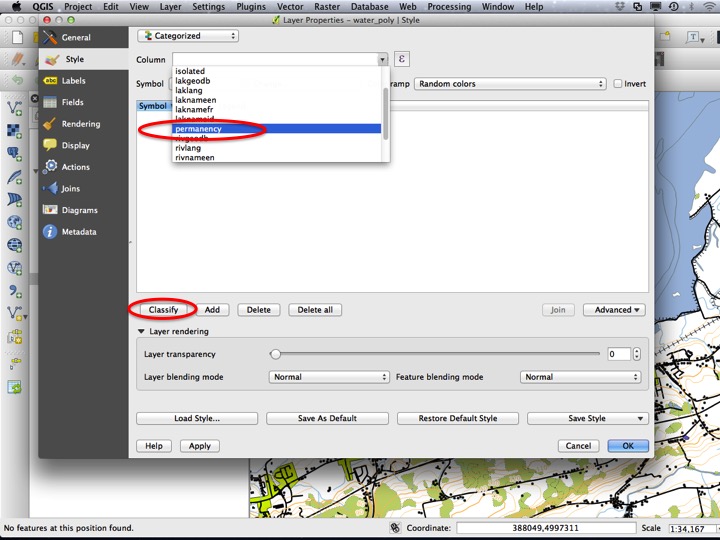 QGIS Project Edit View Layer Settings Plugins Vector Raster Database Web Processing Window Help
Layer Properties - water_poly | Style
General
Style
Labels
Fields
Rendering
Display
Actions
Joins
Diagrams
Metadata
Categorized
Column ε
isolated
lakgeodb
laklang
laknameen
laknamefr
laknameid
permanency
rivgeodb
rivlang
rivnameen
Symbol Random colors Invert
Symbol
Classify Add Delete Delete all Join Advanced
Layer rendering
Layer transparency 0
Layer blending mode Normal Feature blending mode Normal
Load Style... Save As Default Restore Default Style Save Style
Help Apply Cancel OK
No features at this position found. Coordinate: 388049,4997311 Scale 1:34,167